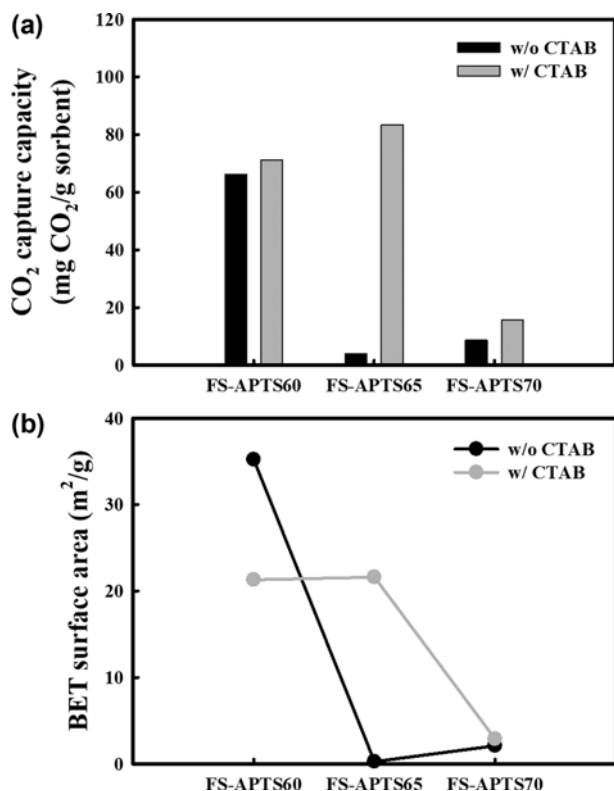 (a)
120
100
80
60
40
20
0
CO₂ capture capacity
(mg CO₂/g sorbent)
w/o CTAB
w/ CTAB
FS-APTS60 FS-APTS65 FS-APTS70
(b)
40
30
20
10
0
BET surface area (m²/g)
w/o CTAB
w/ CTAB
FS-APTS60 FS-APTS65 FS-APTS70